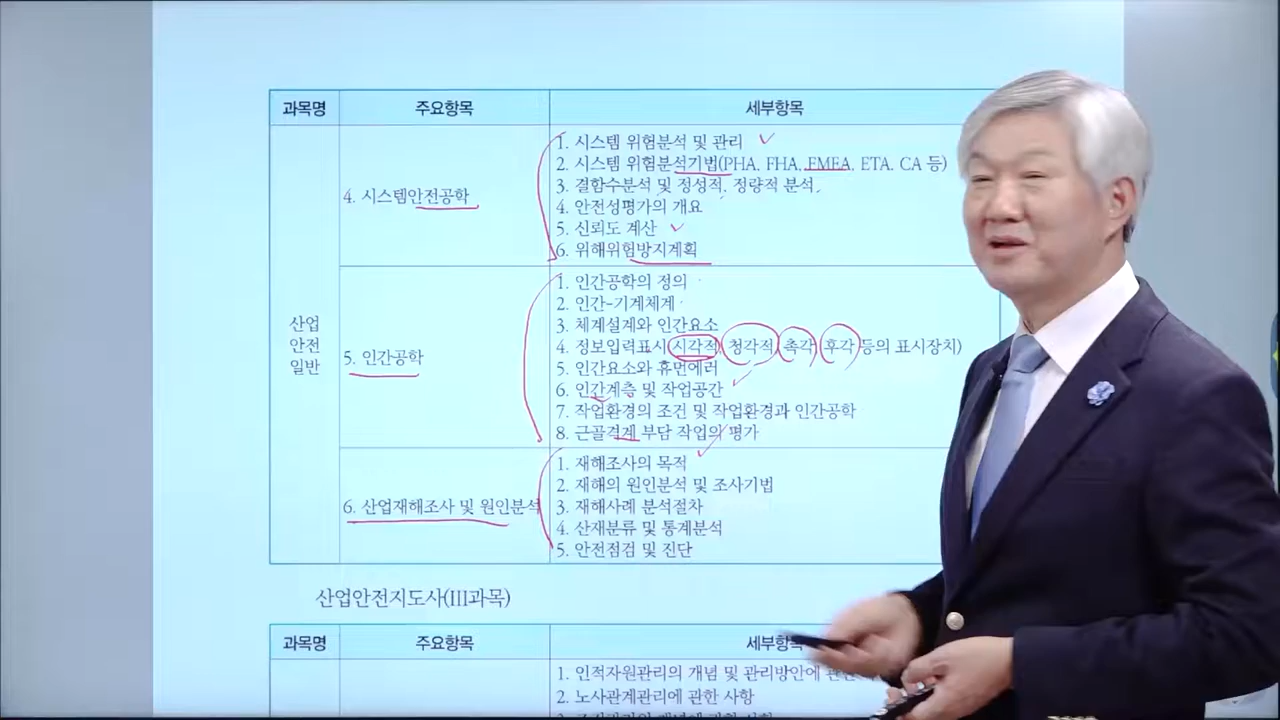 과목명 주요항목 세부항목
산업
안전
일반
4. 시스템안전공학
1. 시스템 위험분석 및 관리
2. 시스템 위험분석기법(PHA, FHA, FMEA, ETA. CA 등)
3. 결함수분석 및 정성적, 정량적 분석
4. 안전성평가의 개요
5. 신뢰도 계산
6. 위해위험방지계획
5. 인간공학
1. 인간공학의 정의
2. 인간-기계체계
3. 체계설계와 인간요소
4. 정보입력표시 시각적, 청각적, 촉각, 후각 등의 표시장치)
5. 인간요소와 휴먼에러
6. 인간계층 및 작업공간
7. 작업환경의 조건 및 작업환경과 인간공학
8. 근골격계 부담 작업의 평가
6. 산업재해조사 및 원인분석
1. 재해조사의 목적
2. 재해의 원인분석 및 조사기법
3. 재해사례 분석절차
4. 산재분류 및 통계분석
5. 안전점검 및 진단
산업안전지도사(III과목)
과목명 주요항목 세부항목
1. 인적자원관리의 개념 및 관리방안에
2. 노사관계관리에 관한 사항